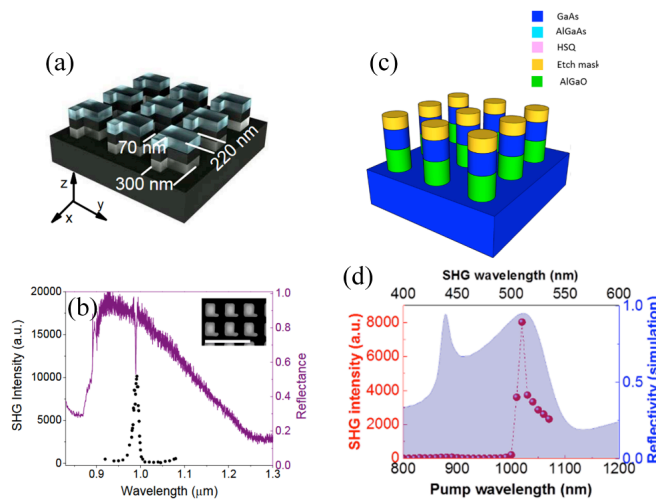 (a)
70 nm
220 nm
300 nm
z
y
x
(c)
GaAs
AlGaAs
HSQ
Etch mask
AlGaO
(b)
20000
15000
10000
5000
0
SHG Intensity (a.u.)
1.0
0.8
0.6
0.4
0.2
0.0
Reflectance
0.9 1.0 1.1 1.2 1.3
Wavelength (μm)
(d)
SHG wavelength (nm)
400 450 500 550 600
8000
6000
4000
2000
0
SHG intensity (a.u.)
1.0
0.5
0.0
Reflectivity (simulation)
800 900 1000 1100 1200
Pump wavelength (nm)